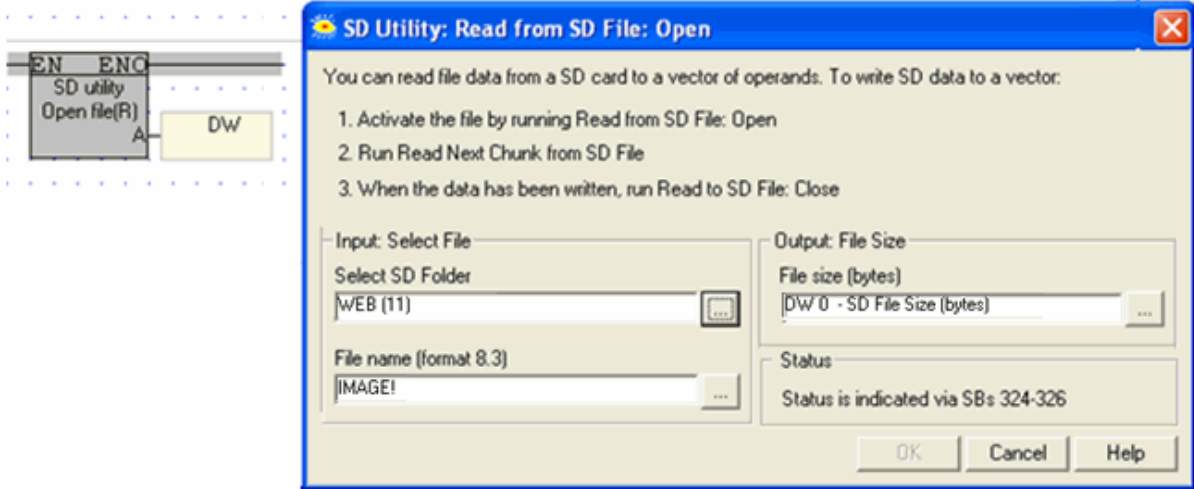 EN ENO
SD utility
Open file(R)
A
DW
SD Utility: Read from SD File: Open
You can read file data from a SD card to a vector of operands. To write SD data to a vector:
1. Activate the file by running Read from SD File: Open
2. Run Read Next Chunk from SD File
3. When the data has been written, run Read to SD File: Close
Input: Select File
Select SD Folder
WEB (11)
...
File name (format 8.3)
IMAGE!
...
Output: File Size
File size (bytes)
DW 0 - SD File Size (bytes)
...
Status
Status is indicated via SBs 324-326
OK Cancel Help